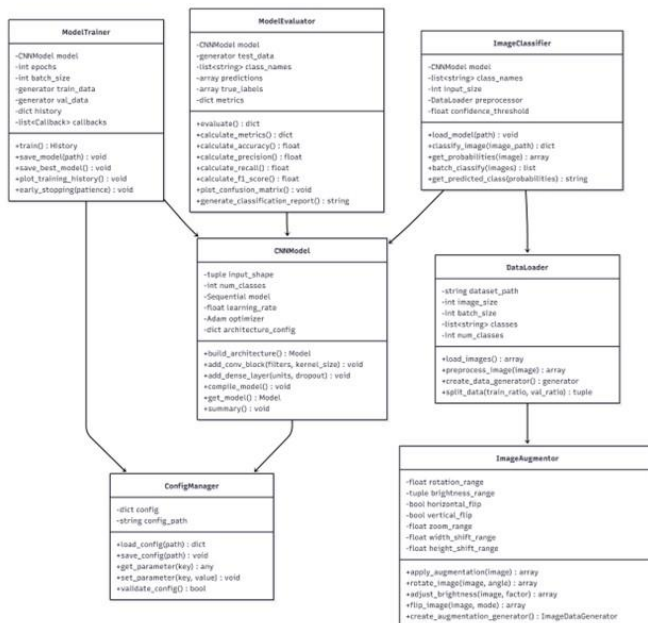 ModelTrainer
-CNNModel model
-int epochs
-int batch_size
-generator train_data
-generator val_data
-dict history
-list<Callback> callbacks
+train() : History
+save_model(path) : void
+save_best_model() : void
+plot_training_history() : void
+early_stopping(patience) : void
ModelEvaluator
-CNNModel model
-generator test_data
-list<string> class_names
-array predictions
-array true_labels
-dict metrics
+evaluate() : dict
+calculate_metrics() : dict
+calculate_accuracy() : float
+calculate_precision() : float
+calculate_recall() : float
+calculate_f1_score() : float
+plot_confusion_matrix() : void
+generate_classification_report() : string
ImageClassifier
-CNNModel model
-list<string> class_names
-int input_size
-DataLoader preprocessor
-float confidence_threshold
+load_model(path) : void
+classify_image(image_path) : dict
+get_probabilities(image) : array
+batch_classify(images) : list
+get_predicted_class(probabilities) : string
CNNModel
-tuple input_shape
-int num_classes
-Sequential model
-float learning_rate
-Adam optimizer
-dict architecture_config
+build_architecture() : Model
+add_conv_block(filters, kernel_size) : void
+add_dense_layer(units, dropout) : void
+compile_model() : void
+get_model() : Model
+summary() : void
DataLoader
-string dataset_path
-int image_size
-int batch_size
-list<string> classes
-int num_classes
+load_images() : array
+preprocess_image(image) : array
+create_data_generator() : generator
+split_data(train_ratio, val_ratio) : tuple
ConfigManager
-dict config
-string config_path
+load_config(path) : dict
+save_config(path) : void
+get_parameter(key) : any
+set_parameter(key, value) : void
+validate_config() : bool
ImageAugmentor
-float rotation_range
-tuple brightness_range
-bool horizontal_flip
-bool vertical_flip
-float zoom_range
-float width_shift_range
-float height_shift_range
+apply_augmentation(image) : array
+rotate_image(image, angle) : array
+adjust_brightness(image, factor) : array
+flip_image(image, mode) : array
+create_augmentation_generator() : ImageDataGenerator